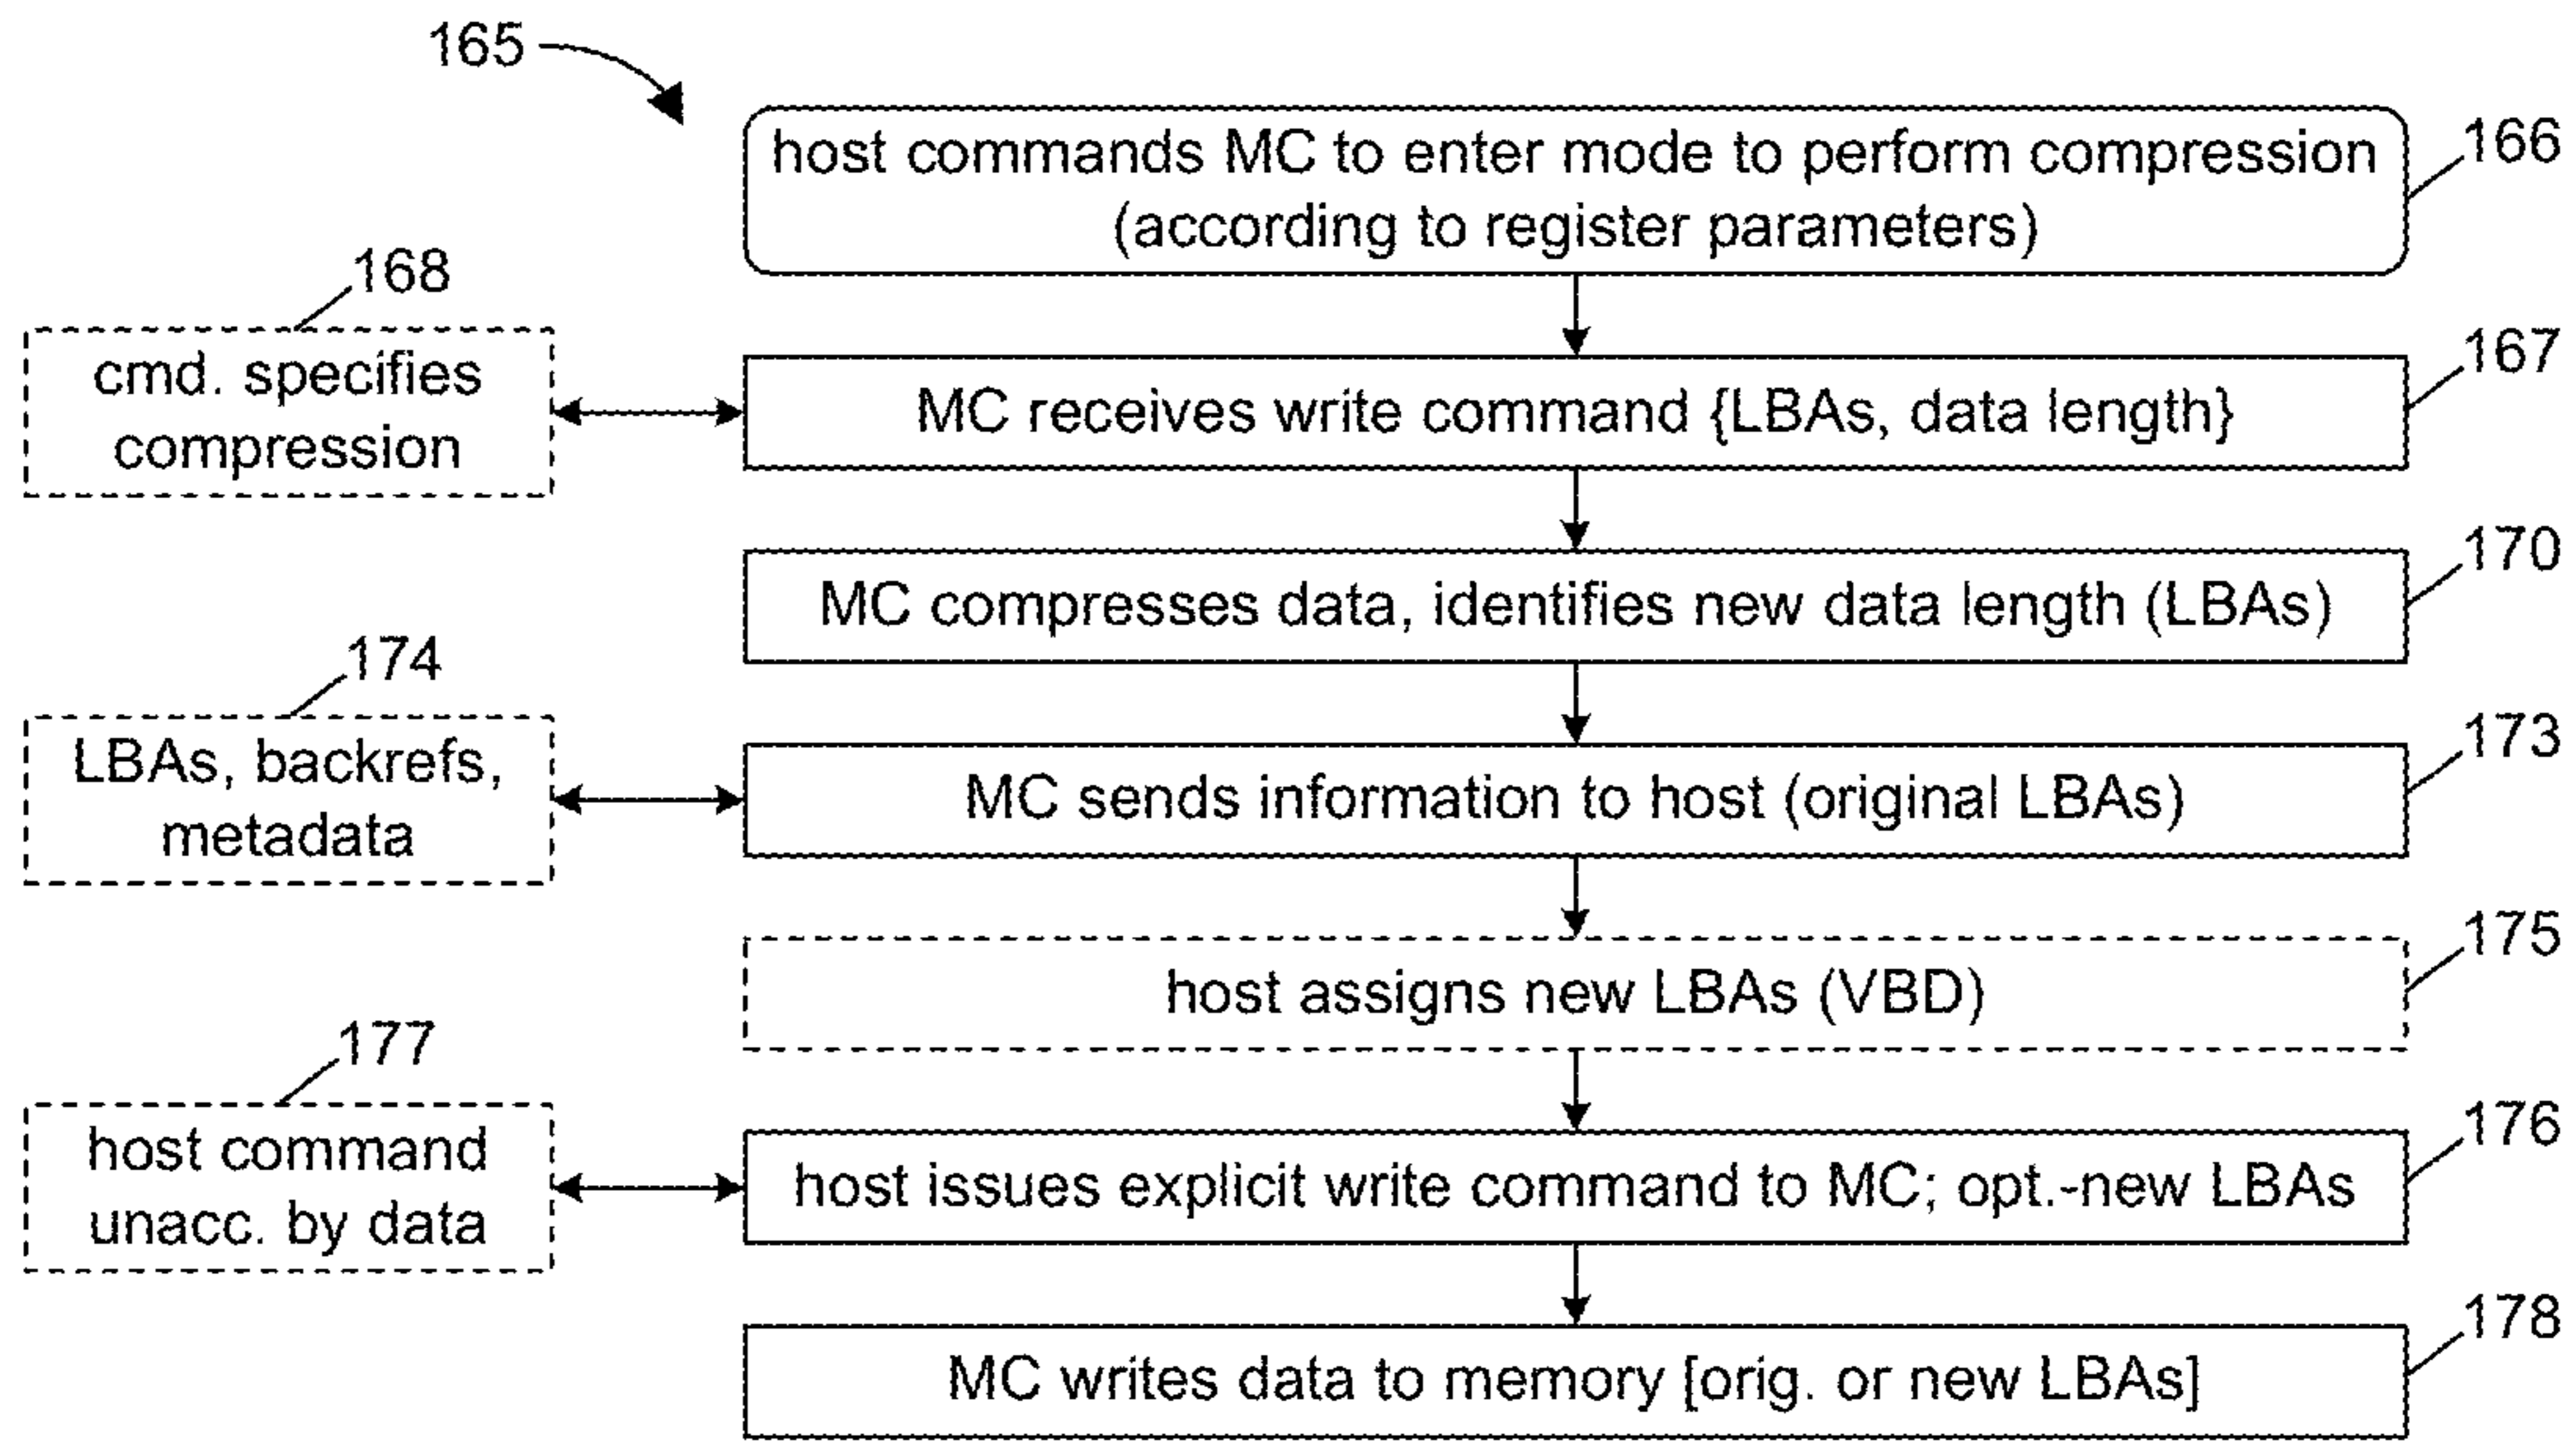 165
host commands MC to enter mode to perform compression
(according to register parameters)
166
168
cmd. specifies
compression
MC receives write command {LBAs, data length}
167
MC compresses data, identifies new data length (LBAs)
170
174
LBAs, backrefs,
metadata
MC sends information to host (original LBAs)
173
host assigns new LBAs (VBD)
175
177
host command
unacc. by data
host issues explicit write command to MC; opt.-new LBAs
176
MC writes data to memory [orig. or new LBAs]
178